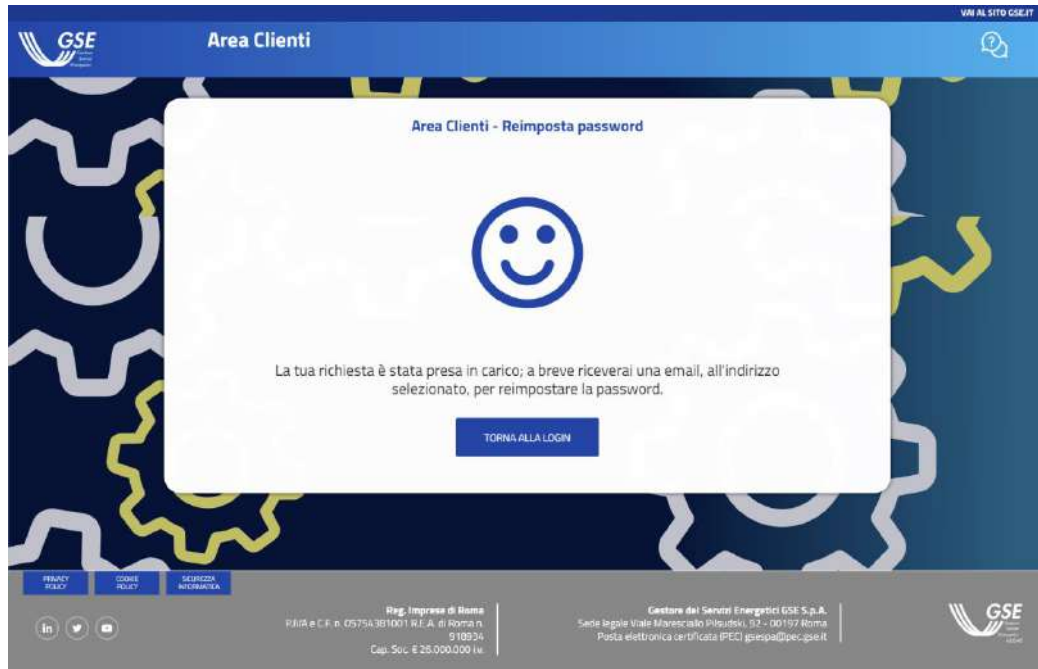 VAI AL SITO GSE.IT
GSE
Area Clienti
Area Clienti - Reimposta password
La tua richiesta è stata presa in carico; a breve riceverai una email, all'indirizzo
selezionato, per reimpostare la password.
TORNA ALLA LOGIN
PRIVACY
POLICY
COOKIE
POLICY
SICUREZZA
INFORMATICA
Reg. Imprese di Roma
P.IVA e C.F. n. 05754381001 R.E.A. di Roma n.
918934
Cap. Soc. € 26.000.000 i.v.
Gestore dei Servizi Energetici GSE S.p.A.
Sede legale Viale Maresciallo Pilsudski, 92 - 00197 Roma
Posta elettronica certificata (PEC) gsespa@pec.gse.it
GSE